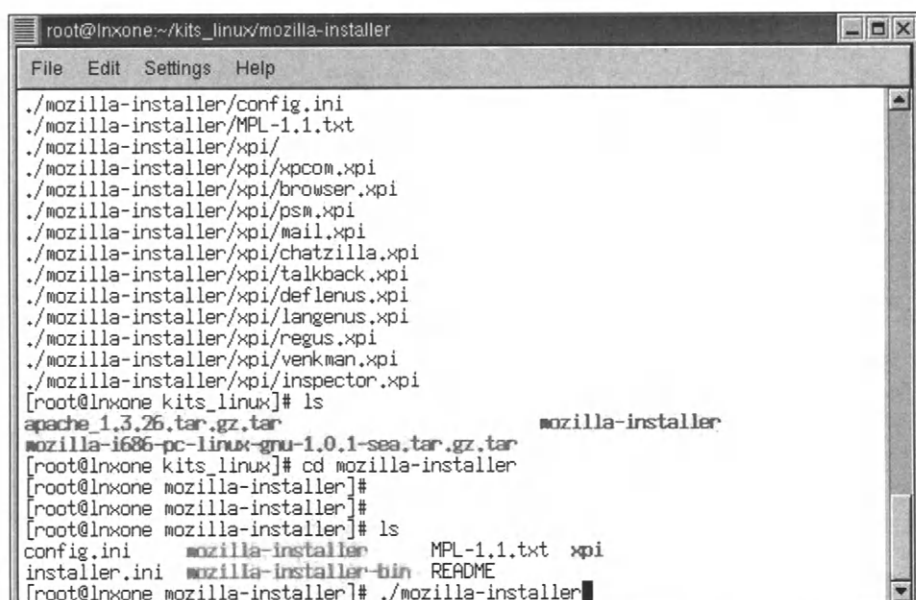 root@lnxone:~/kits_linux/mozilla-installer
File Edit Settings Help
./mozilla-installer/config.ini
./mozilla-installer/MPL-1.1.txt
./mozilla-installer/xpi/
./mozilla-installer/xpi/xpcom.xpi
./mozilla-installer/xpi/browser.xpi
./mozilla-installer/xpi/psm.xpi
./mozilla-installer/xpi/mail.xpi
./mozilla-installer/xpi/chatzilla.xpi
./mozilla-installer/xpi/talkback.xpi
./mozilla-installer/xpi/deflenus.xpi
./mozilla-installer/xpi/langenus.xpi
./mozilla-installer/xpi/regus.xpi
./mozilla-installer/xpi/venkman.xpi
./mozilla-installer/xpi/inspector.xpi
[root@lnxone kits_linux]# ls
apache_1.3.26.tar.gz.tar mozilla-installer
mozilla-i686-pc-linux-gnu-1.0.1-sea.tar.gz.tar
[root@lnxone kits_linux]# cd mozilla-installer
[root@lnxone mozilla-installer]#
[root@lnxone mozilla-installer]#
[root@lnxone mozilla-installer]# ls
config.ini mozilla-installer MPL-1.1.txt xpi
installer.ini mozilla-installer-bin README
[root@lnxone mozilla-installer]# ./mozilla-installer